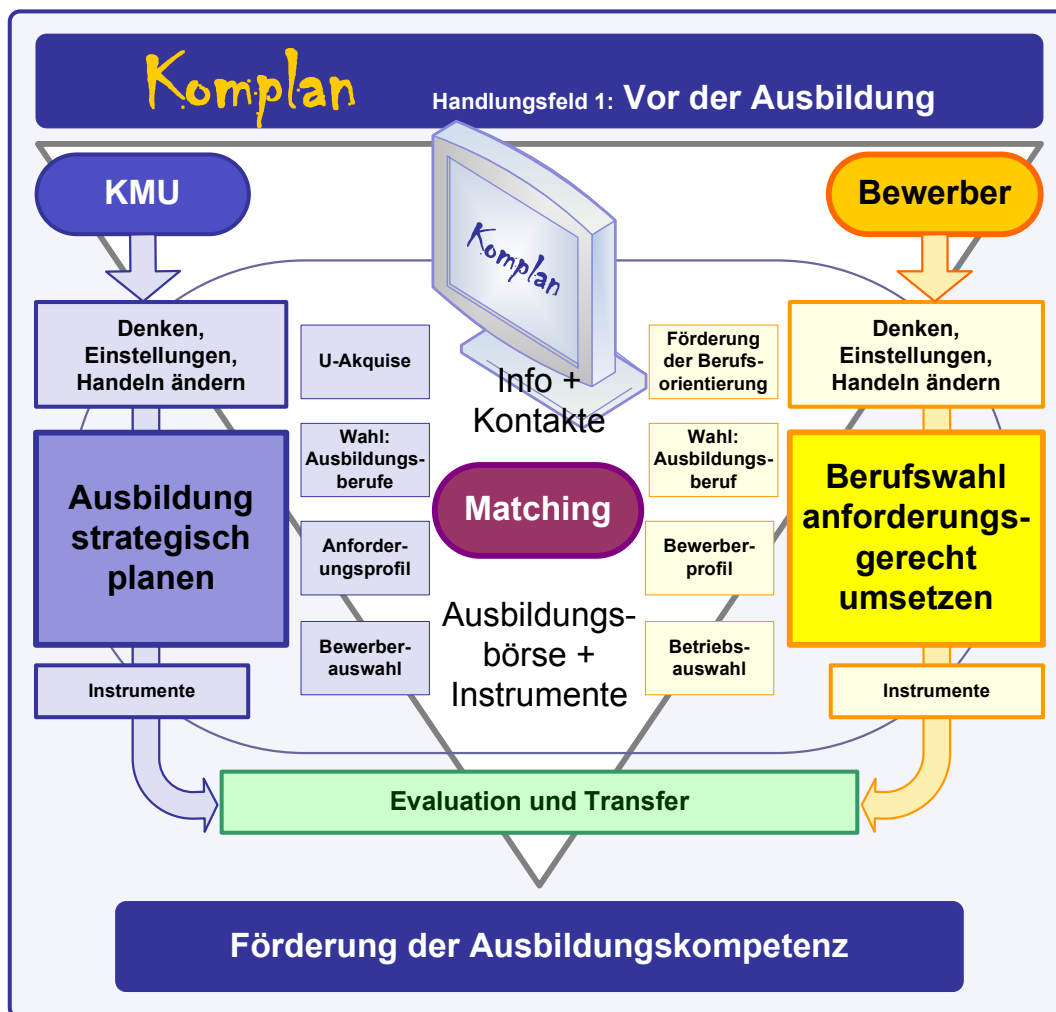 Komplan Handlungsfeld 1: Vor der Ausbildung
KMU
Bewerber
Komplan
Denken,
Einstellungen,
Handeln ändern
U-Akquise
Info +
Kontakte
Förderung
der Berufs-
orientierung
Denken,
Einstellungen,
Handeln ändern
Ausbildung
strategisch
planen
Wahl:
Ausbildungs-
berufe
Matching
Wahl:
Ausbildungs-
beruf
Berufswahl
anforderungs-
gerecht
umsetzen
Anforder-
ungsprofil
Bewerber-
profil
Bewerber-
auswahl
Ausbildungs-
börse +
Instrumente
Betriebs-
auswahl
Instrumente
Instrumente
Evaluation und Transfer
Förderung der Ausbildungskompetenz